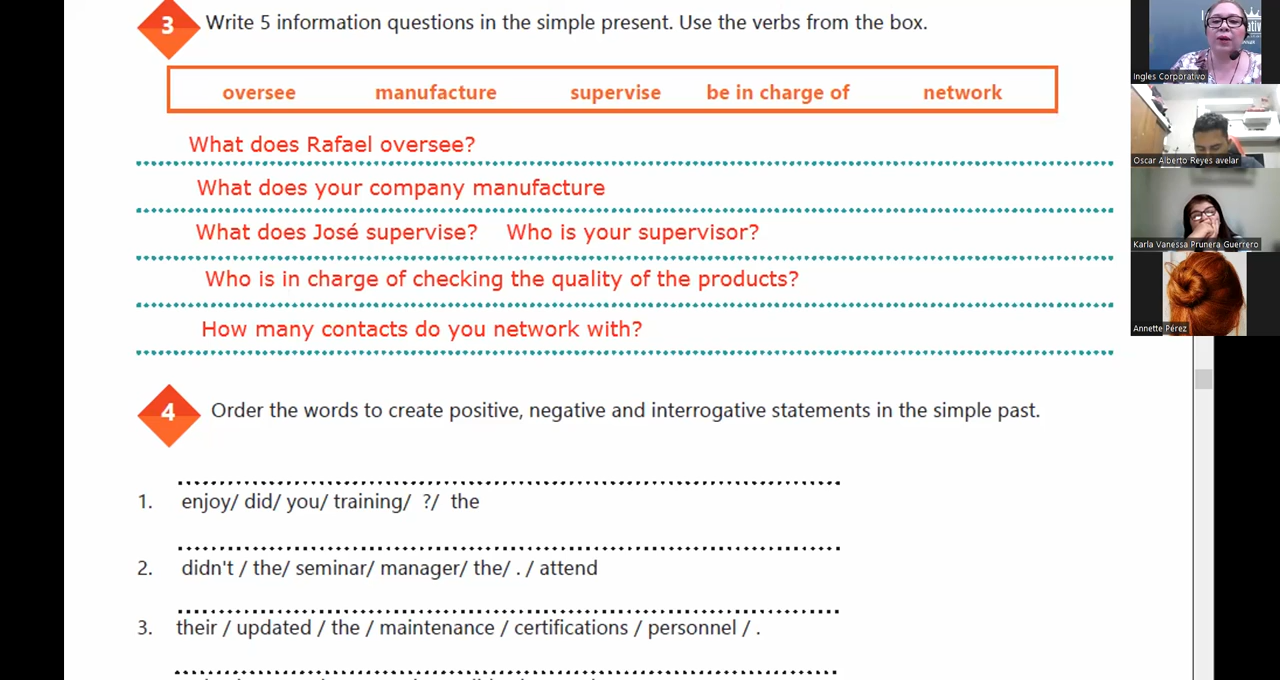 3 Write 5 information questions in the simple present. Use the verbs from the box.
oversee manufacture supervise be in charge of network
What does Rafael oversee?
What does your company manufacture
What does José supervise? Who is your supervisor?
Who is in charge of checking the quality of the products?
How many contacts do you network with?
4 Order the words to create positive, negative and interrogative statements in the simple past.
1. enjoy/ did/ you/ training/ ?/ the
2. didn't / the/ seminar/ manager/ the/ . / attend
3. their / updated / the / maintenance / certifications / personnel / .
Ingles Corporativo
Oscar Alberto Reyes avelar
Karla Vanessa Prunera Guerrero
Annette Pérez